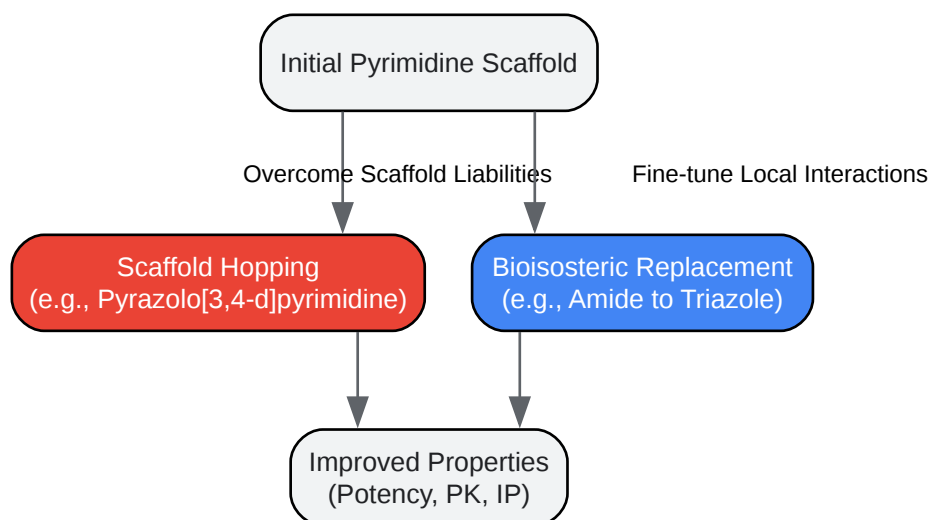 Initial Pyrimidine Scaffold
Overcome Scaffold Liabilities
Fine-tune Local Interactions
Scaffold Hopping
(e.g., Pyrazolo[3,4-d]pyrimidine)
Bioisosteric Replacement
(e.g., Amide to Triazole)
Improved Properties
(Potency, PK, IP)